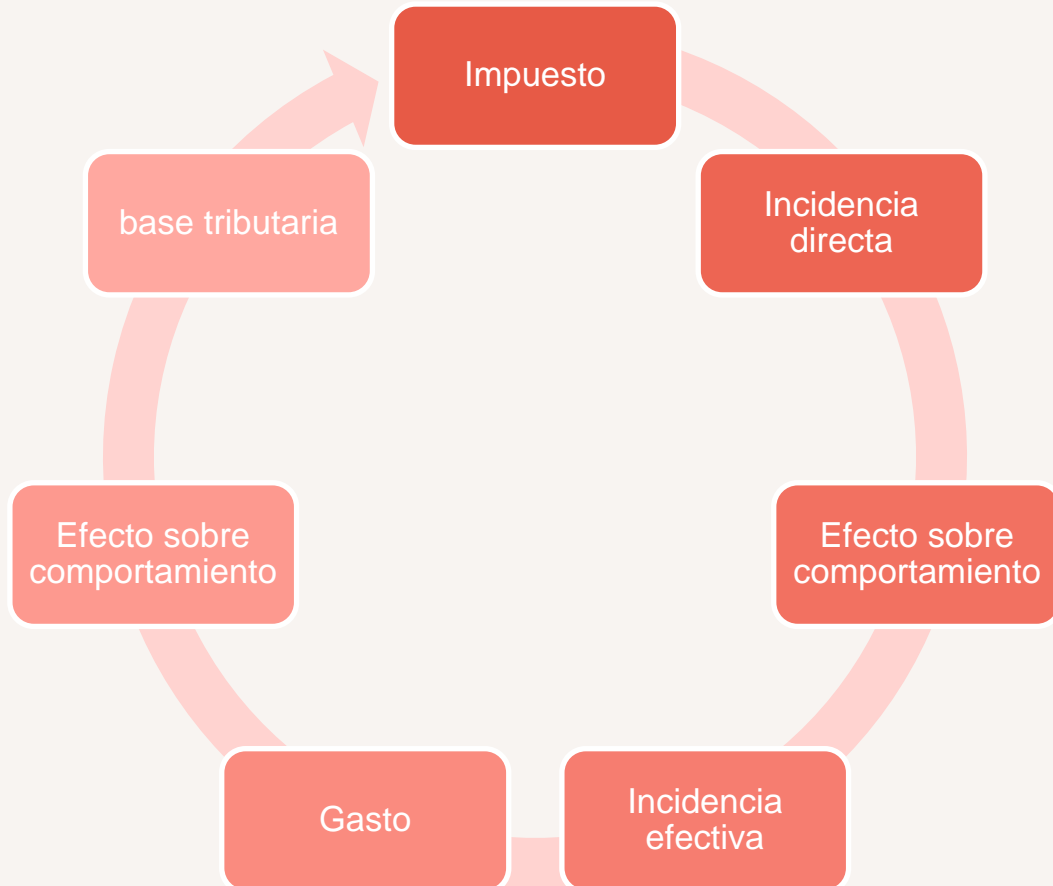 Impuesto
Incidencia
directa
Efecto sobre
comportamiento
Incidencia
efectiva
Gasto
Efecto sobre
comportamiento
base tributaria